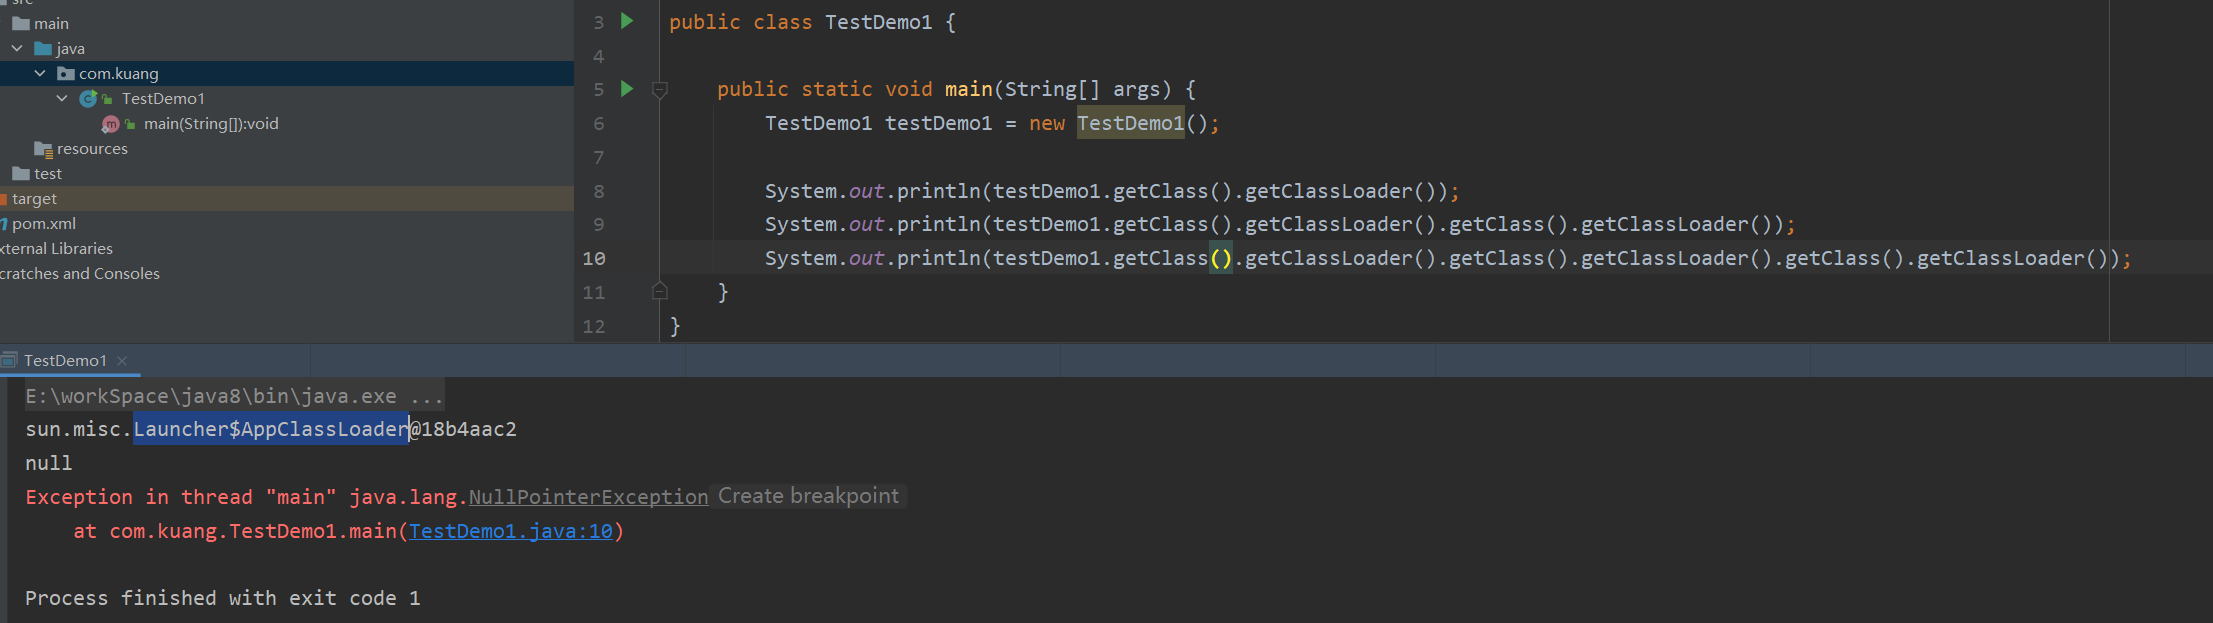 src
main
java
com.kuang
TestDemo1
main(String[]):void
resources
test
target
pom.xml
xternal Libraries
cratches and Consoles
3 public class TestDemo1 {
4
5 public static void main(String[] args) {
6 TestDemo1 testDemo1 = new TestDemo1();
7
8 System.out.println(testDemo1.getClass().getClassLoader());
9 System.out.println(testDemo1.getClass().getClassLoader().getClass().getClassLoader());
10 System.out.println(testDemo1.getClass().getClassLoader().getClass().getClassLoader().getClass().getClassLoader());
11 }
12 }
TestDemo1
E:\workSpace\java8\bin\java.exe ...
sun.misc.Launcher$AppClassLoader@18b4aac2
null
Exception in thread "main" java.lang.NullPointerException Create breakpoint
at com.kuang.TestDemo1.main(TestDemo1.java:10)
Process finished with exit code 1